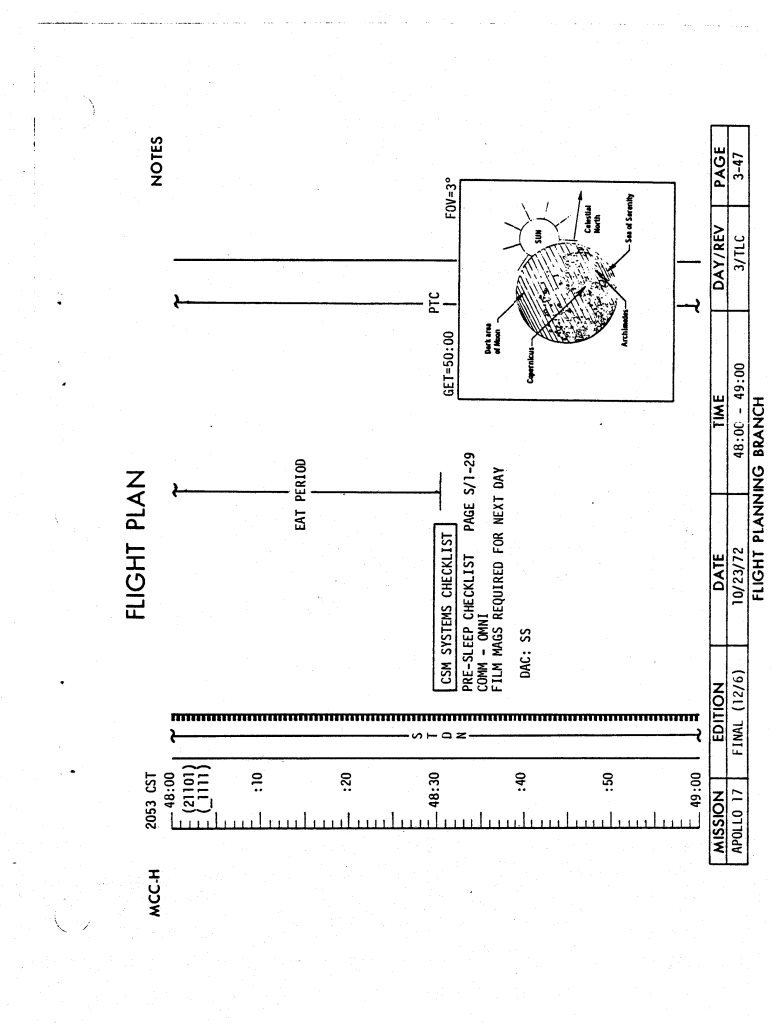 FLIGHT PLAN
MCC-H
NOTES
2053 CST
48:00
(21101)
(_1111)
:10
:20
48:30
:40
:50
49:00
S
T
D
N
EAT PERIOD
CSM SYSTEMS CHECKLIST
PRE-SLEEP CHECKLIST PAGE S/1-29
COMM - OMNI
FILM MAGS REQUIRED FOR NEXT DAY
DAC: SS
PTC
GET=50:00 FOV=3°
Dark area
of Moon
SUN
Copernicus
Celestial
North
Archimedes
Sea of Serenity
MISSION EDITION DATE TIME DAY/REV PAGE
APOLLO 17 FINAL (12/6) 10/23/72 48:00 - 49:00 3/TLC 3-47
FLIGHT PLANNING BRANCH